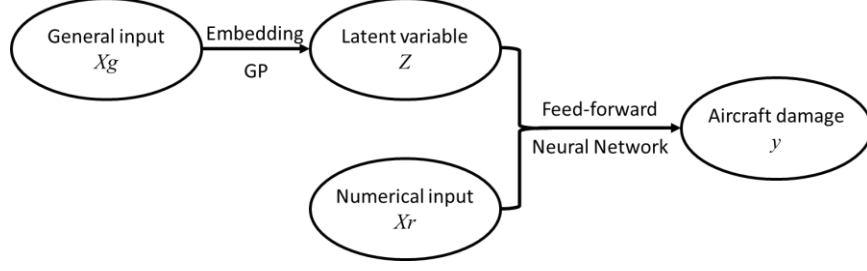 General input
Xg
Embedding
GP
Latent variable
Z
Numerical input
Xr
Feed-forward
Neural Network
Aircraft damage
y